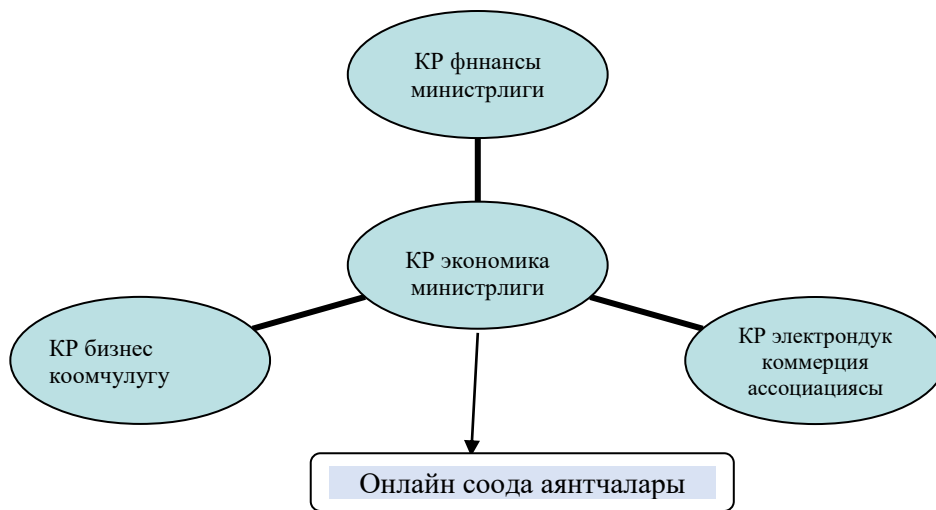 КР фннансы
министрлиги
КР экономика
министрлиги
КР бизнес
коомчулугу
КР электрондук
коммерция
ассоциациясы
Онлайн соода аянтчалары